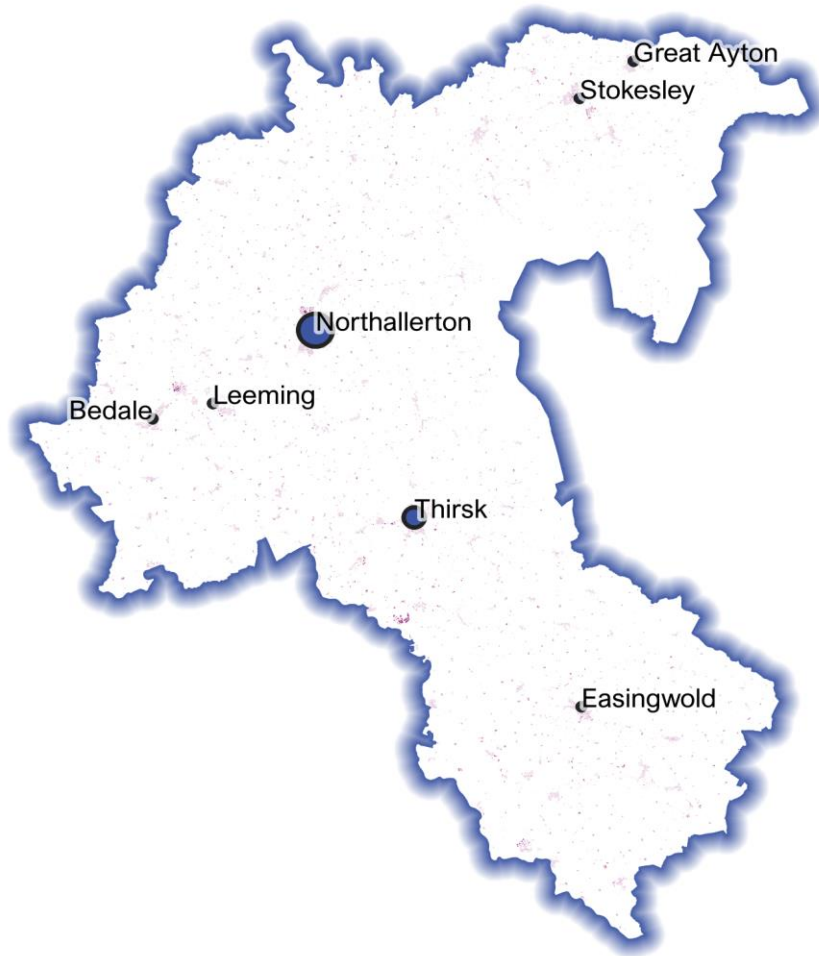 Great Ayton
Stokesley
Northallerton
Leeming
Bedale
Thirsk
Easingwold